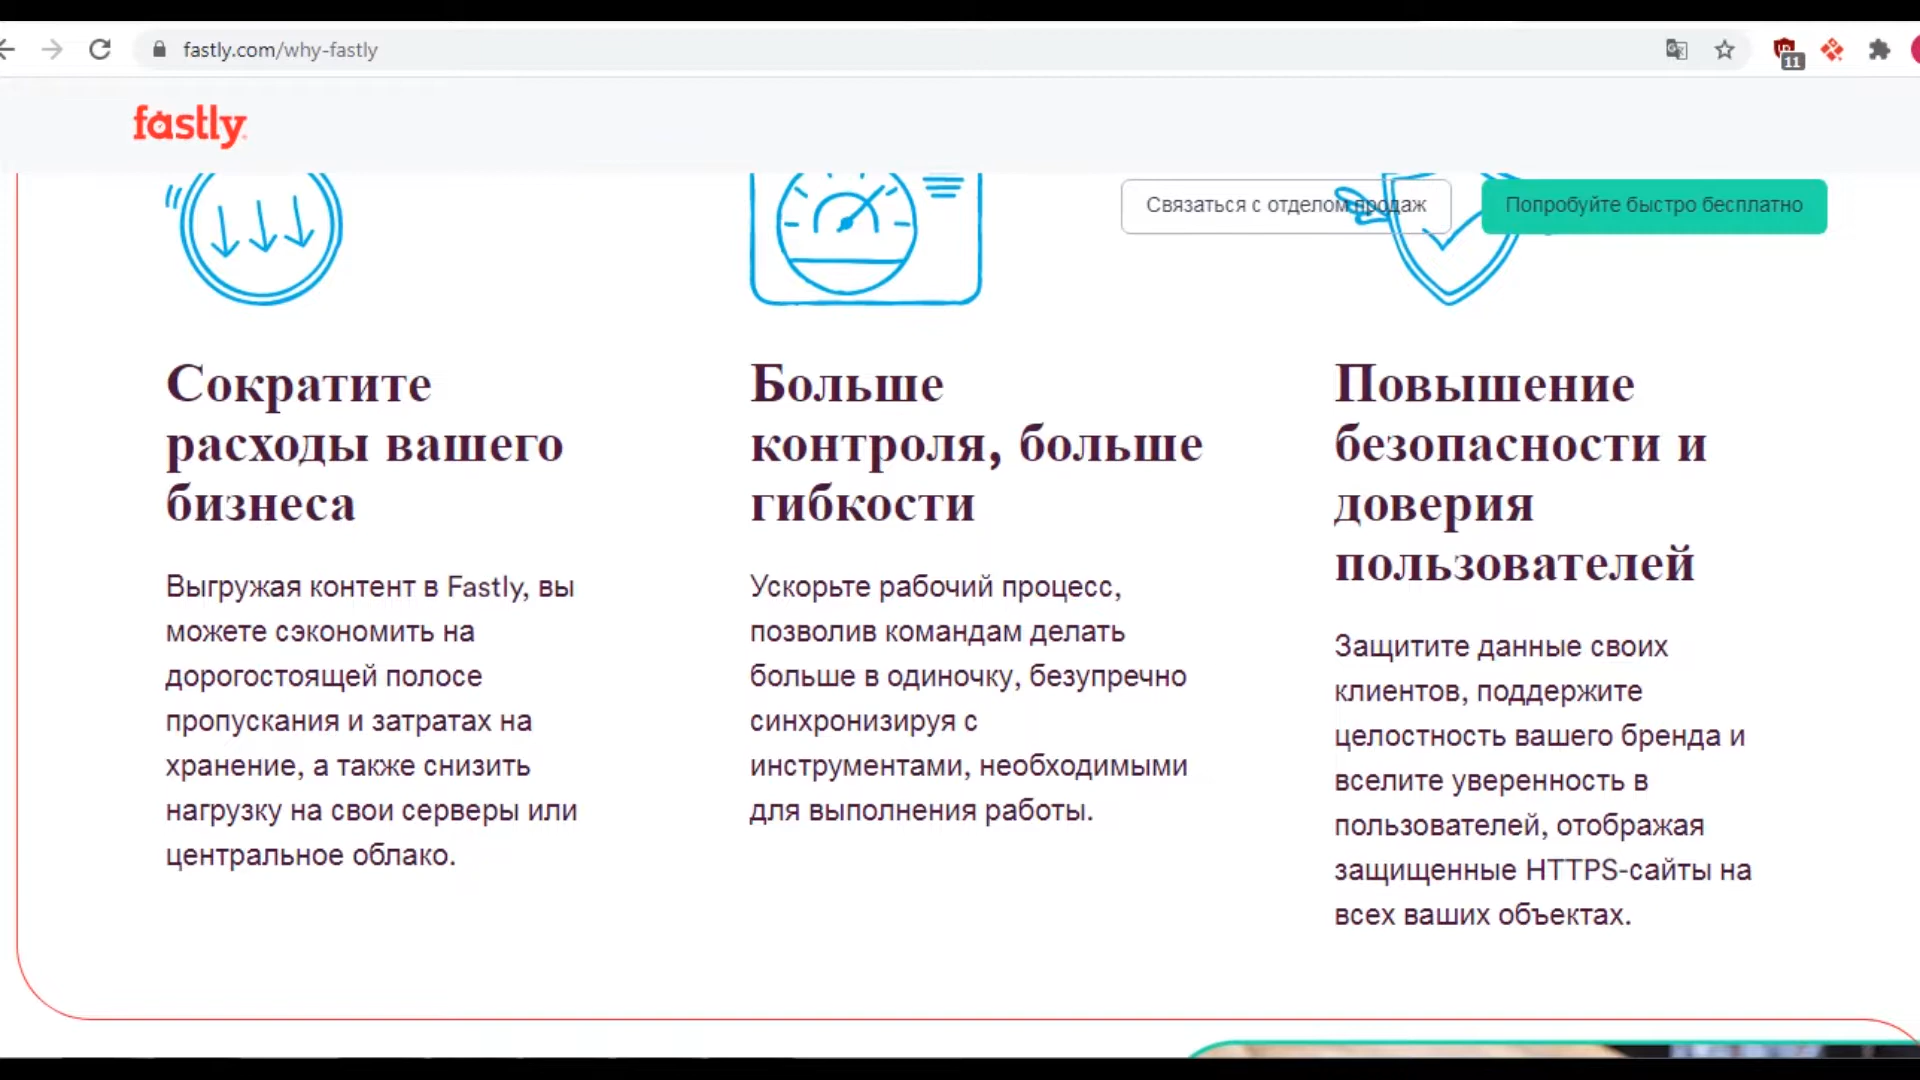 fastly.com/why-fastly
11
fastly
Связаться с отделом продаж
Попробуйте быстро бесплатно
Сократите
расходы вашего
бизнеса
Выгружая контент в Fastly, вы
можете сэкономить на
дорогостоящей полосе
пропускания и затратах на
хранение, а также снизить
нагрузку на свои серверы или
центральное облако.
Больше
контроля, больше
гибкости
Ускорьте рабочий процесс,
позволив командам делать
больше в одиночку, безупречно
синхронизируя с
инструментами, необходимыми
для выполнения работы.
Повышение
безопасности и
доверия
пользователей
Защитите данные своих
клиентов, поддержите
целостность вашего бренда и
вселите уверенность в
пользователей, отображая
защищенные HTTPS-сайты на
всех ваших объектах.